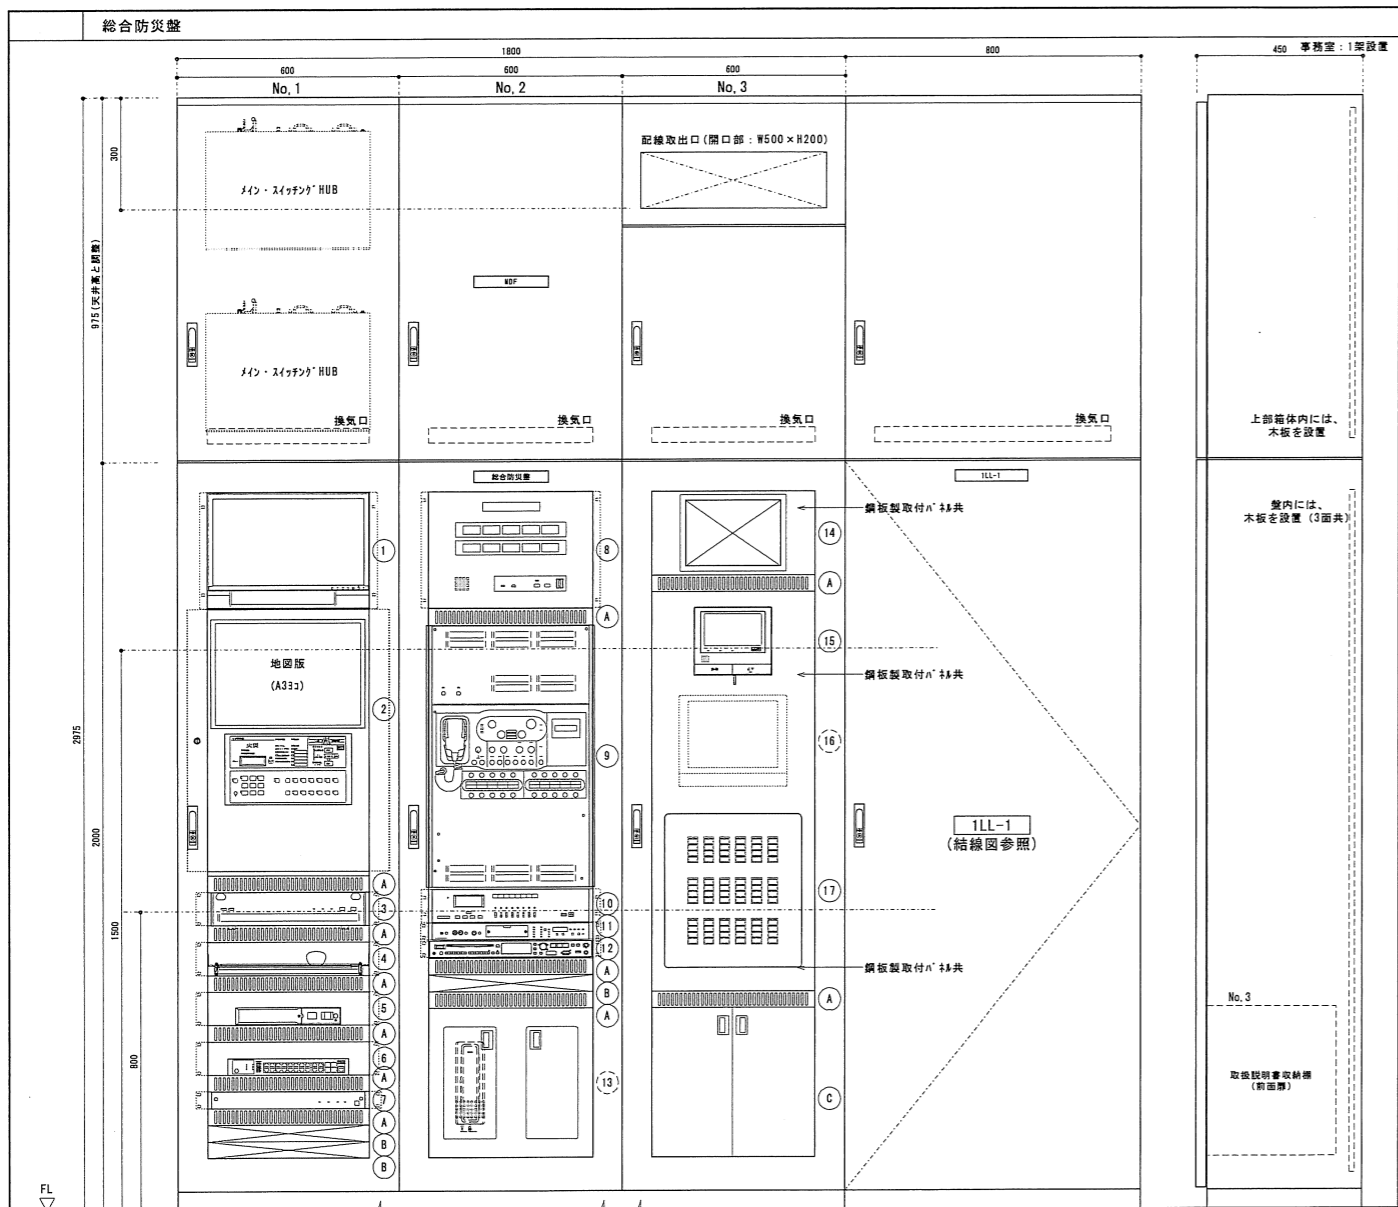 総合防災盤
1800
800
450
事務室：1架設置
600
600
600
No.1
No.2
No.3
300
975(天井高と調整)
2975
2000
1500
800
FL
配線取出口(開口部：W500×H200)
メイン・スイッチングHUB
メイン・スイッチングHUB
MDF
換気口
換気口
換気口
換気口
上部箱体内には、
木板を設置
総合防災盤
1LL-1
盤内には、
木板を設置（3面共）
鋼板製取付パネル共
鋼板製取付パネル共
鋼板製取付パネル共
地図版
(A3ヨコ)
火災
1
2
A
3
A
4
A
5
A
6
A
7
A
B
B
8
A
9
10
11
12
A
B
A
13
14
A
15
16
17
A
C
1LL-1
(結線図参照)
No.3
取扱説明書収納棚
(前面扉)